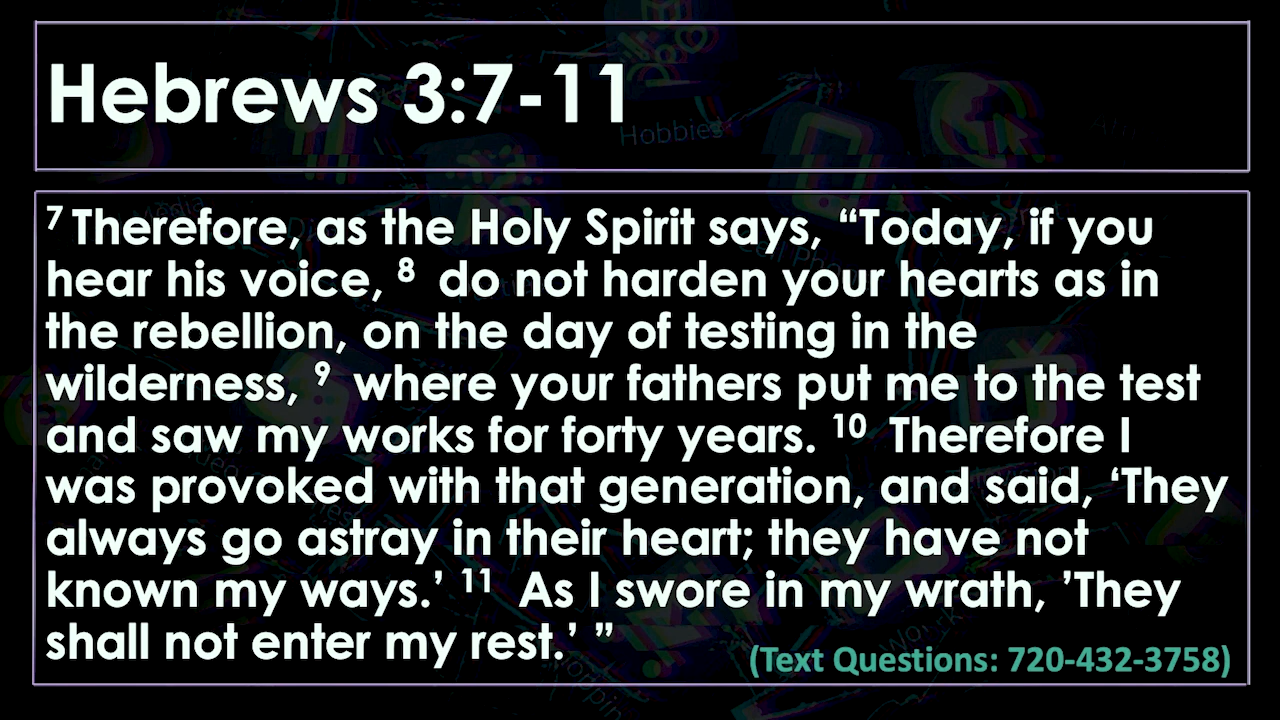 Hebrews 3:7-11
Hobbies
⁷ Therefore, as the Holy Spirit says, “Today, if you
hear his voice, ⁸ do not harden your hearts as in
the rebellion, on the day of testing in the
wilderness, ⁹ where your fathers put me to the test
and saw my works for forty years. ¹⁰ Therefore I
was provoked with that generation, and said, ‘They
always go astray in their heart; they have not
known my ways.’ ¹¹ As I swore in my wrath, ’They
shall not enter my rest.’ ”
(Text Questions: 720-432-3758)